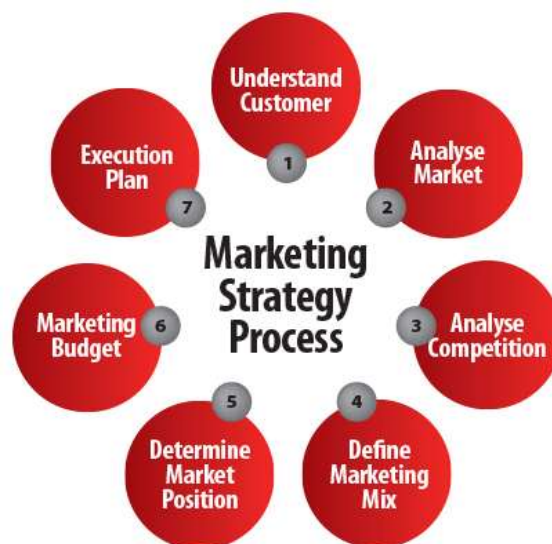 Understand
Customer
1
Analyse
Market
2
3
Analyse
Competition
4
Define
Marketing
Mix
5
Determine
Market
Position
Marketing
Budget
6
Execution
Plan
7
Marketing
Strategy
Process